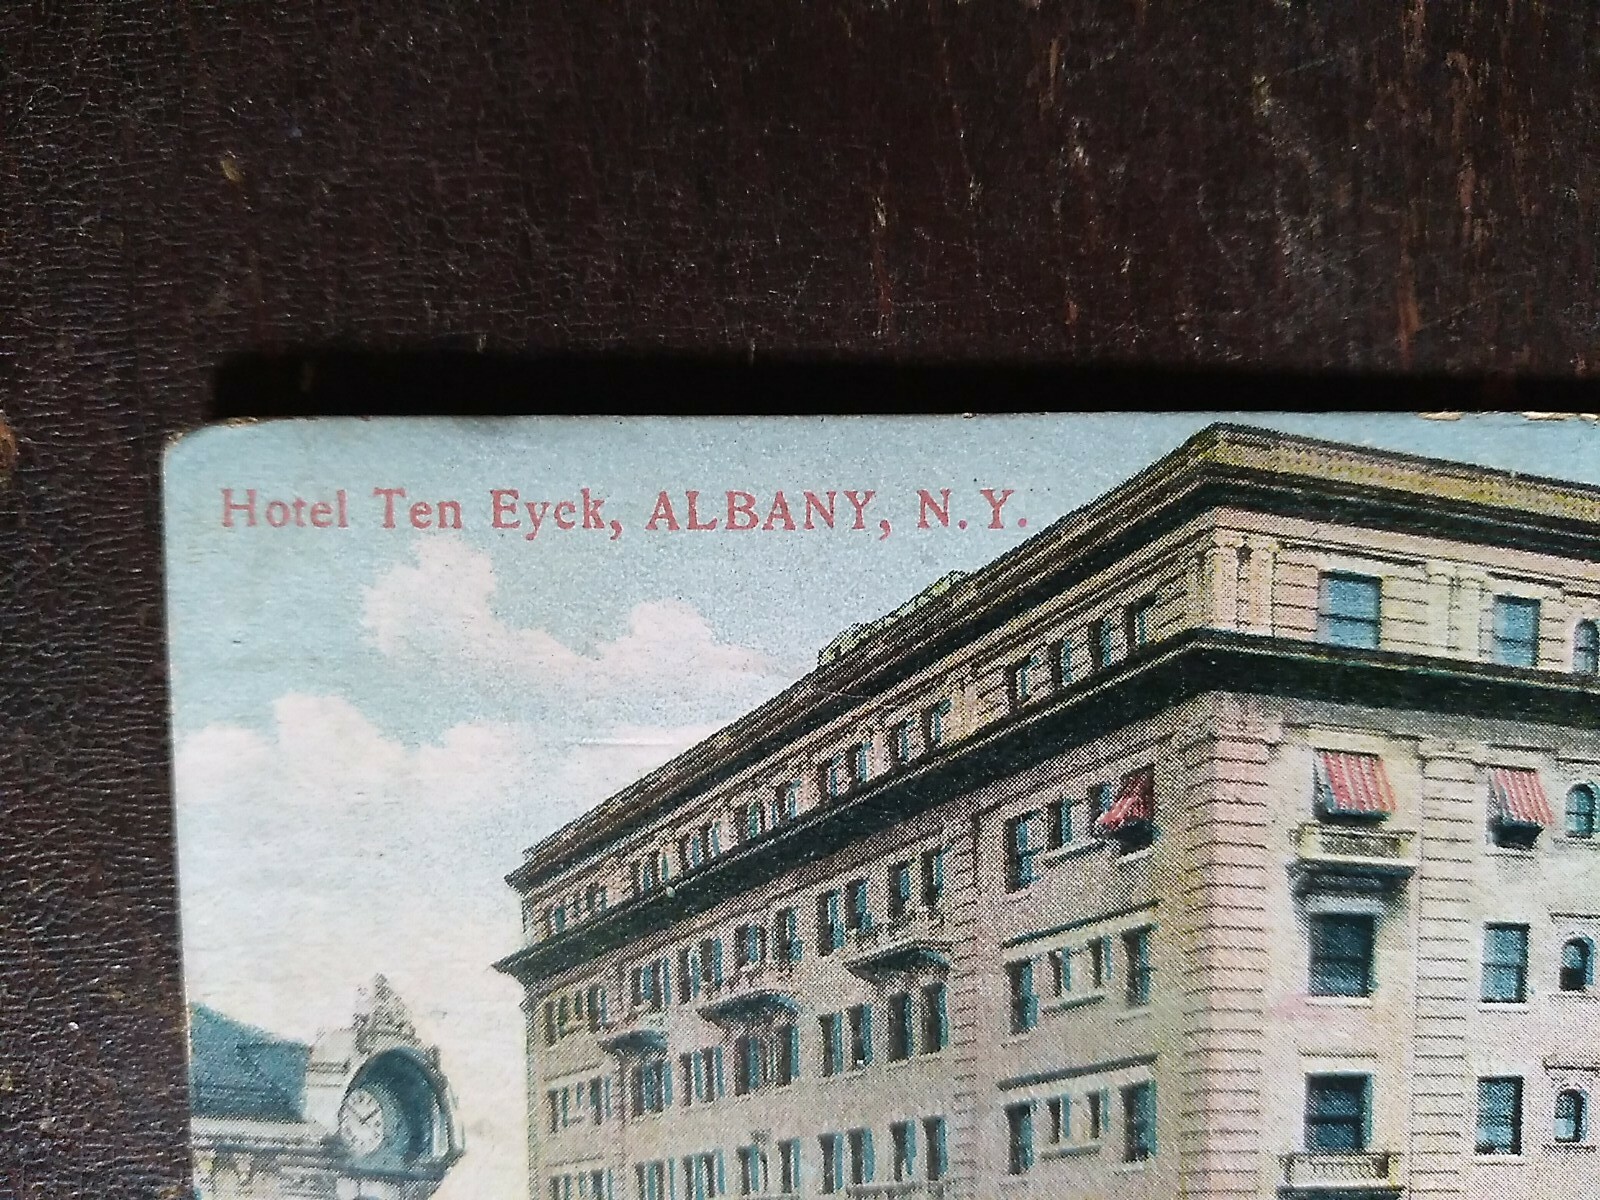 Hotel Ten Eyck, ALBANY, N.Y.